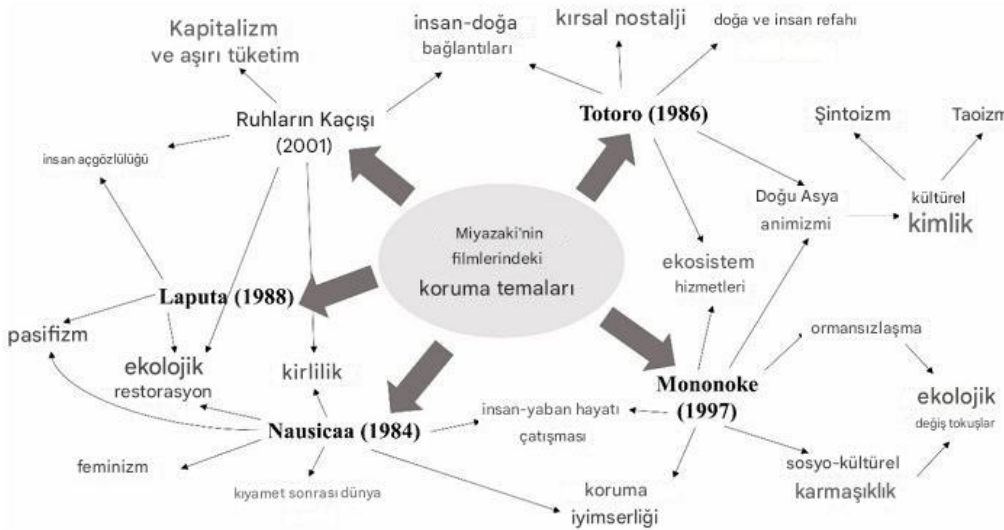 Kapitalizm
ve aşırı tüketim
insan-doğa
bağlantıları
kırsal nostalji
doğa ve insan refahı
Ruhların Kaçışı
(2001)
Totoro (1986)
Şintoizm
Taoizm
insan açgözlülüğü
Doğu Asya
animizmi
kültürel
kimlik
Miyazaki'nin
filmlerindeki
koruma temaları
ekosistem
hizmetleri
Laputa (1988)
pasifizm
ormansızlaşma
ekolojik
restorasyon
kirlilik
Mononoke
(1997)
ekolojik
değiş tokuşlar
insan-yaban hayatı
çatışması
Nausicaa (1984)
feminizm
kıyamet sonrası dünya
koruma
iyimserliği
sosyo-kültürel
karmaşıklık